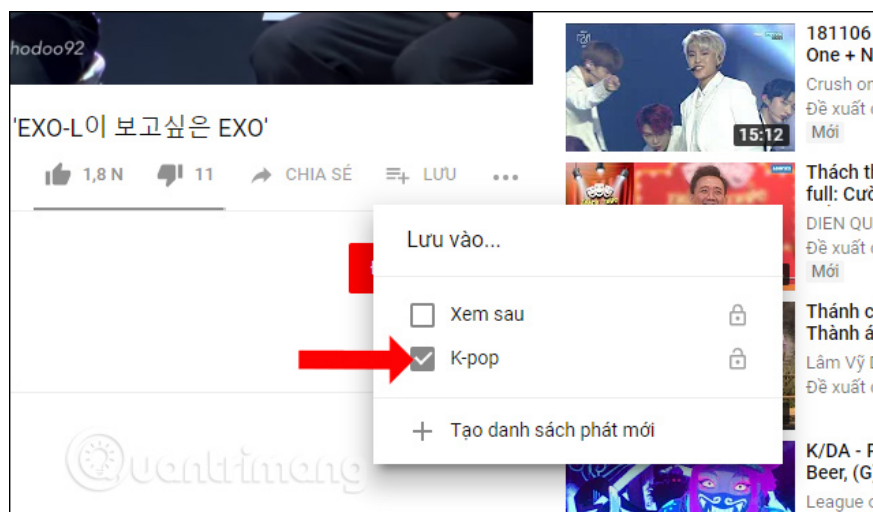 hodoo92
'EXO-L이 보고싶은 EXO'
1,8 N
11
CHIA SẺ
LƯU
Lưu vào...
Xem sau
K-pop
Tạo danh sách phát mới
Quantrimang
15:12
181106
One + N
Crush on
Đề xuất
Mới
Thách th
full: Cườ
DIEN QU
Đề xuất
Mới
Thánh c
Thành á
Lâm Vỹ
Đề xuất
K/DA -
Beer, (G)
League